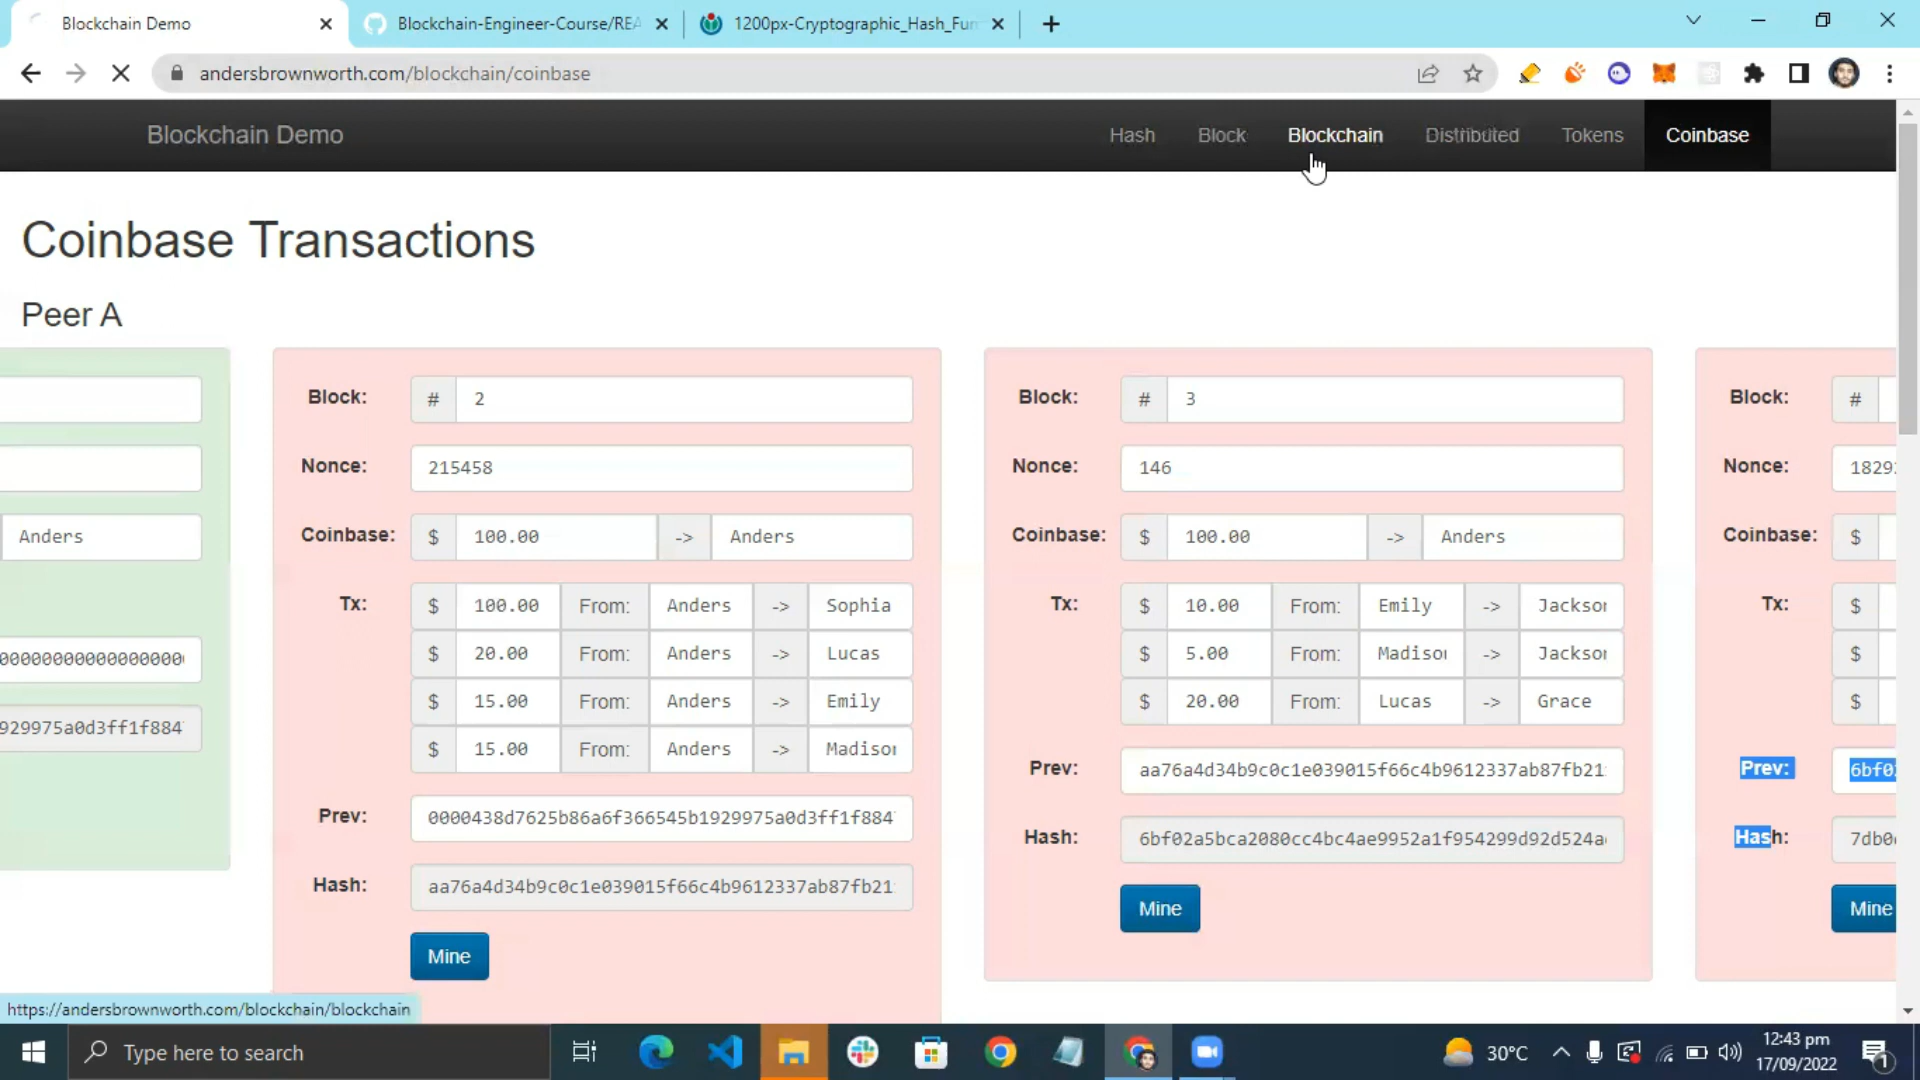 Blockchain Demo
Blockchain-Engineer-Course/REA
1200px-Cryptographic_Hash_Fun
andersbrownworth.com/blockchain/coinbase
Blockchain Demo
Hash
Block
Blockchain
Distributed
Tokens
Coinbase
Coinbase Transactions
Peer A
Anders
00000000000000000
929975a0d3ff1f884
Block: # 2
Nonce: 215458
Coinbase: $ 100.00 -> Anders
Tx: $ 100.00 From: Anders -> Sophia
$ 20.00 From: Anders -> Lucas
$ 15.00 From: Anders -> Emily
$ 15.00 From: Anders -> Madison
Prev: 0000438d7625b86a6f366545b1929975a0d3ff1f884
Hash: aa76a4d34b9c0c1e039015f66c4b9612337ab87fb21
Mine
Block: # 3
Nonce: 146
Coinbase: $ 100.00 -> Anders
Tx: $ 10.00 From: Emily -> Jackson
$ 5.00 From: Madison -> Jackson
$ 20.00 From: Lucas -> Grace
Prev: aa76a4d34b9c0c1e039015f66c4b9612337ab87fb21
Hash: 6bf02a5bca2080cc4bc4ae9952a1f954299d92d524a
Mine
Block: #
Nonce: 1829
Coinbase: $
Tx: $
$
$
Prev: 6bf0
Hash: 7db0
Mine
https://andersbrownworth.com/blockchain/blockchain
Type here to search
30°C
12:43 pm
17/09/2022
1